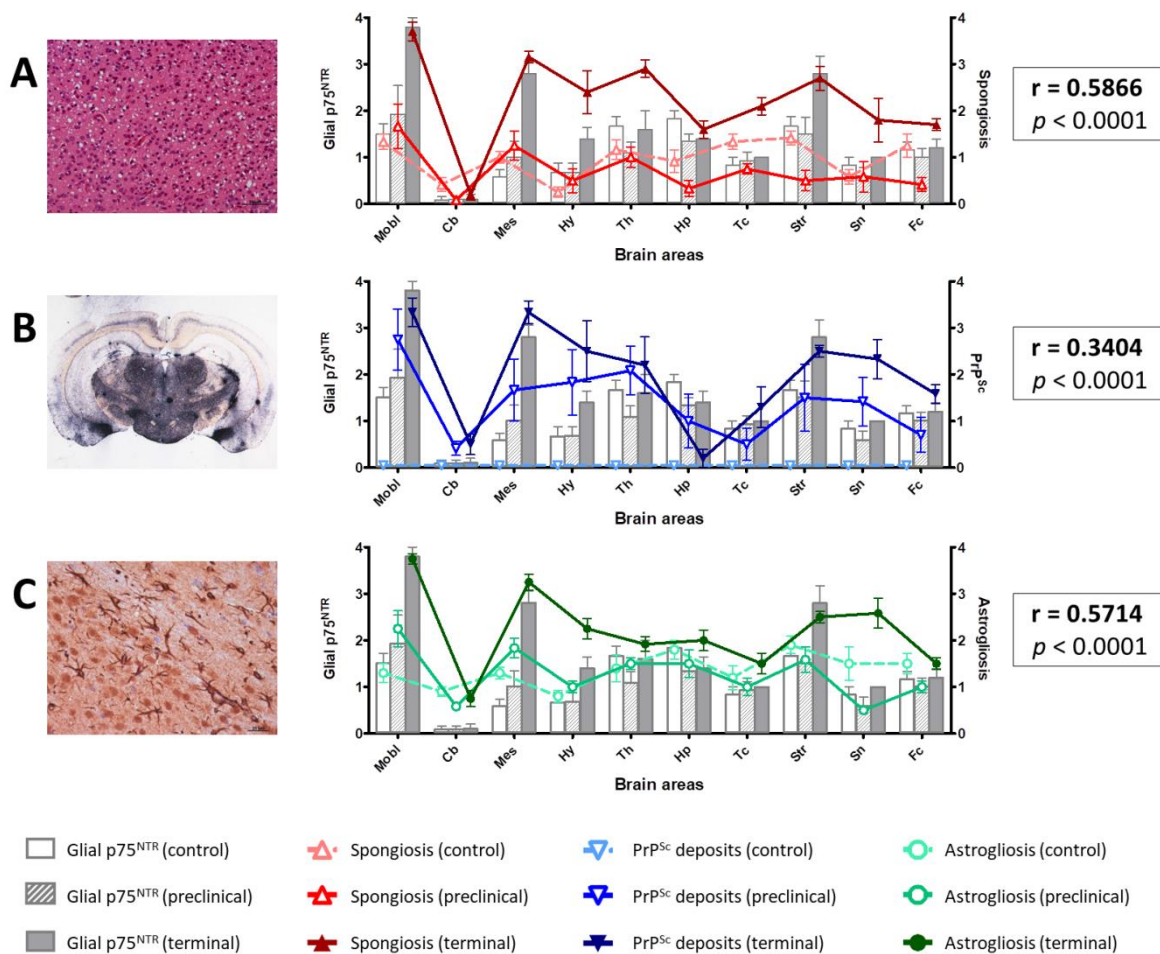 A
4
3
2
1
0
Glial p75NTR
4
3
2
1
0
Spongiosis
Mobl
Cb
Mes
Hy
Th
Hp
Tc
Str
Sn
Fc
Brain areas
r = 0.5866
p < 0.0001
B
4
3
2
1
0
Glial p75NTR
4
3
2
1
0
PrPSc
Mobl
Cb
Mes
Hy
Th
Hp
Tc
Str
Sn
Fc
Brain areas
r = 0.3404
p < 0.0001
C
4
3
2
1
0
Glial p75NTR
4
3
2
1
0
Astrogliosis
Mobl
Cb
Mes
Hy
Th
Hp
Tc
Str
Sn
Fc
Brain areas
r = 0.5714
p < 0.0001
Glial p75NTR (control)
Spongiosis (control)
PrPSc deposits (control)
Astrogliosis (control)
Glial p75NTR (preclinical)
Spongiosis (preclinical)
PrPSc deposits (preclinical)
Astrogliosis (preclinical)
Glial p75NTR (terminal)
Spongiosis (terminal)
PrPSc deposits (terminal)
Astrogliosis (terminal)